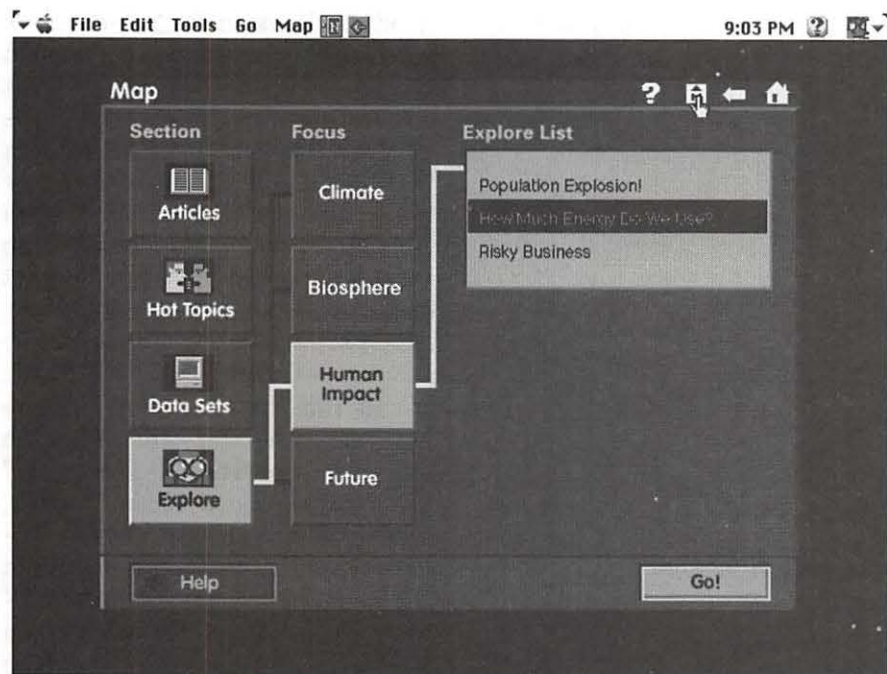 File Edit Tools Go Map 9:03 PM
Map
Section Focus Explore List
Articles
Hot Topics
Data Sets
Explore
Climate
Biosphere
Human
Impact
Future
Population Explosion!
How Much Energy Do We Use?
Risky Business
Help Go!